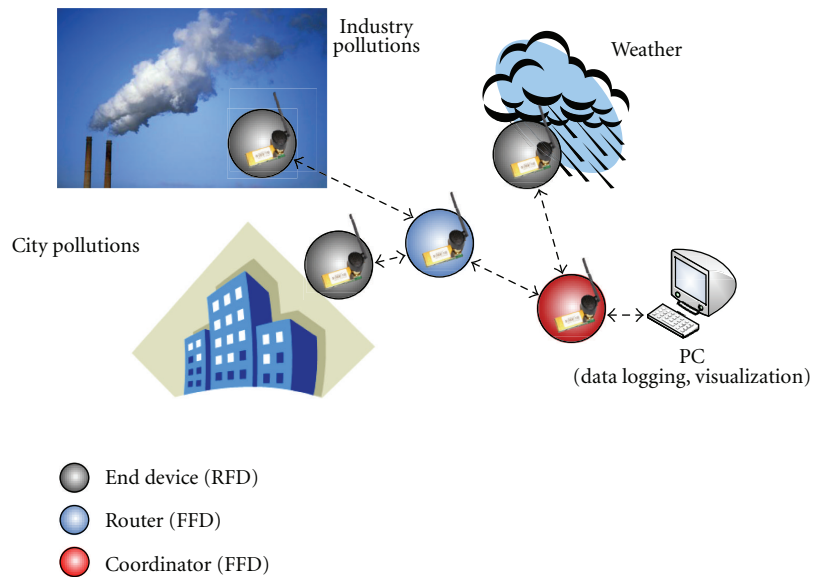 Industry
pollutions
Weather
City pollutions
PC
(data logging, visualization)
End device (RFD)
Router (FFD)
Coordinator (FFD)